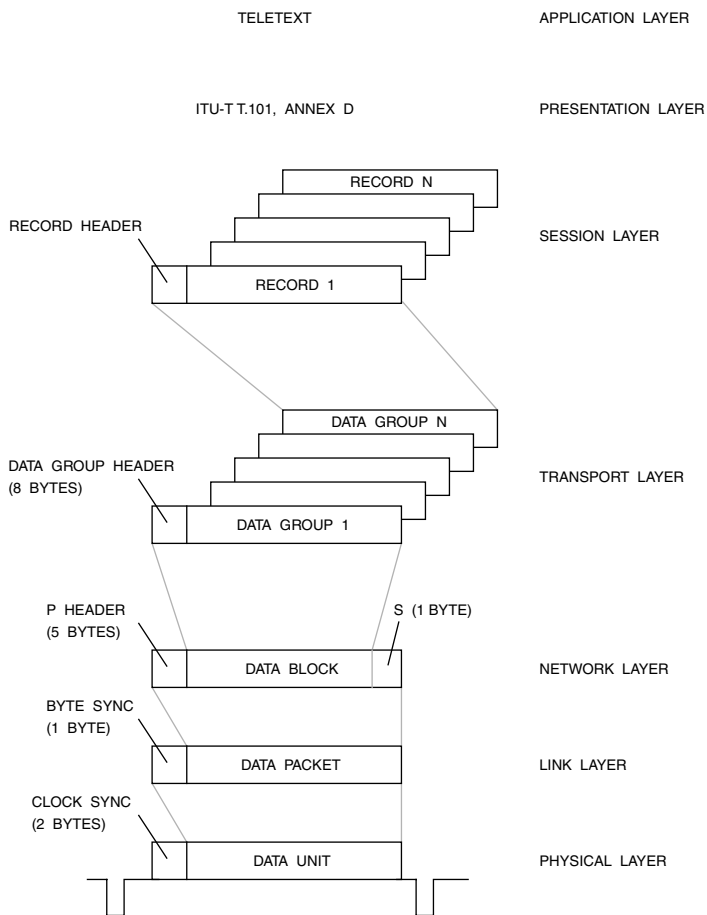 TELETEXT
APPLICATION LAYER
ITU-T T.101, ANNEX D
PRESENTATION LAYER
RECORD N
RECORD HEADER
SESSION LAYER
RECORD 1
DATA GROUP N
DATA GROUP HEADER
(8 BYTES)
TRANSPORT LAYER
DATA GROUP 1
P HEADER
(5 BYTES)
S (1 BYTE)
DATA BLOCK
NETWORK LAYER
BYTE SYNC
(1 BYTE)
DATA PACKET
LINK LAYER
CLOCK SYNC
(2 BYTES)
DATA UNIT
PHYSICAL LAYER